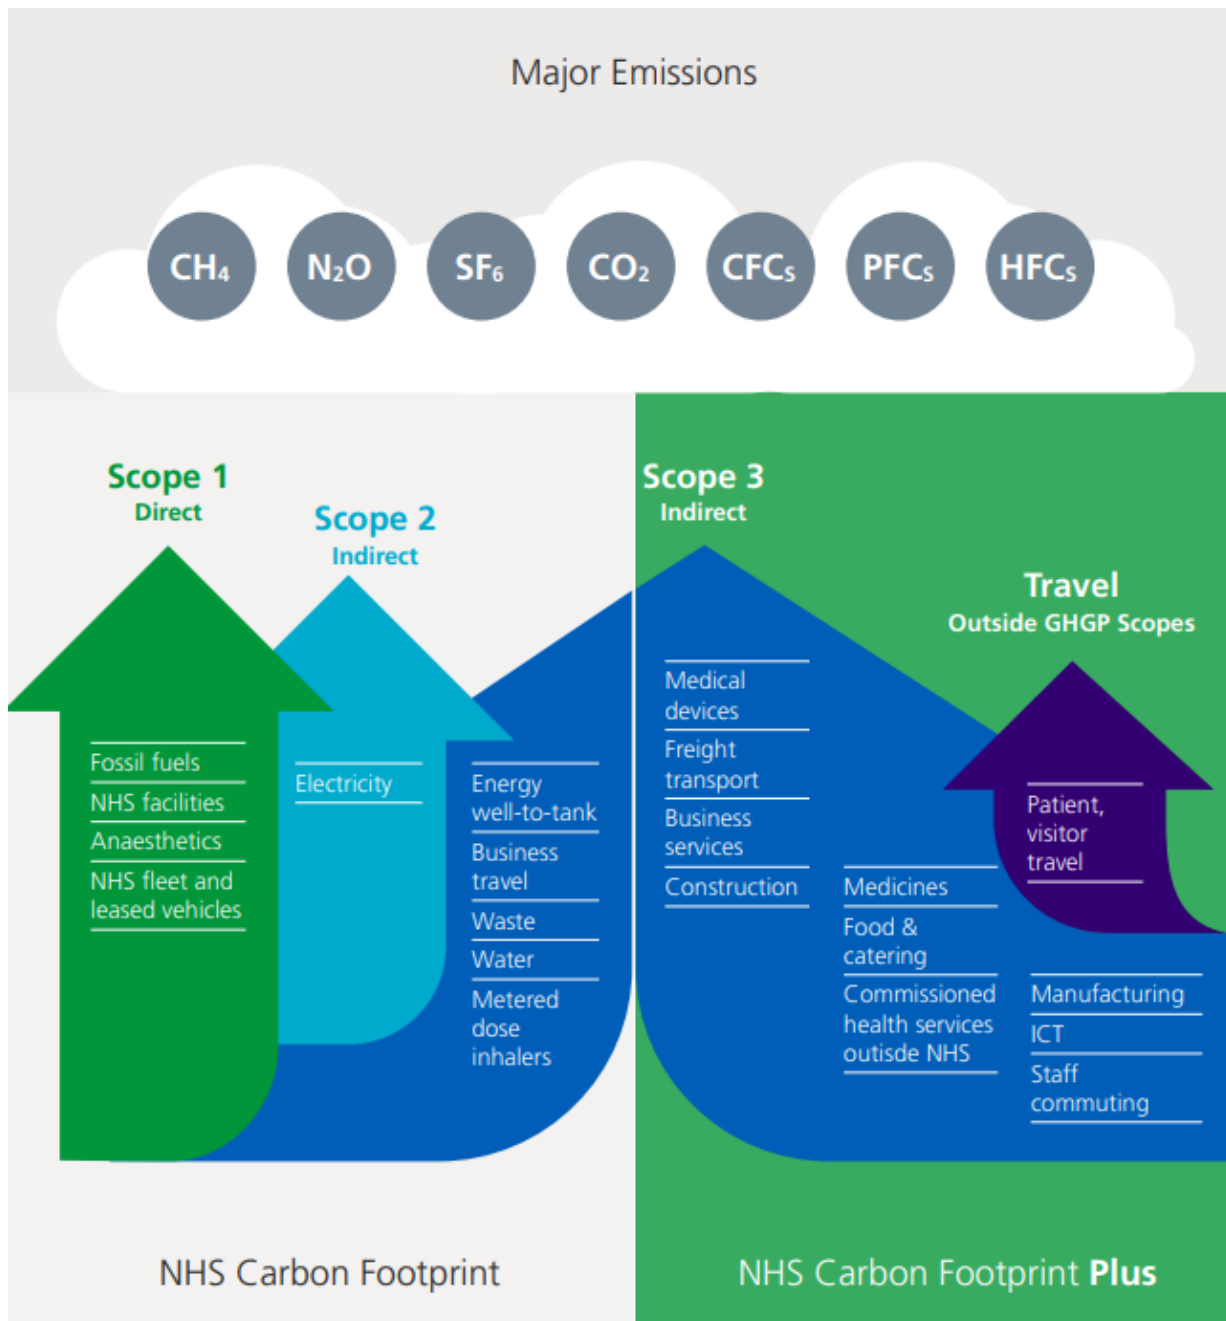 Major Emissions
CH₄
N₂O
SF₆
CO₂
CFCs
PFCs
HFCs
Scope 1
Direct
Fossil fuels
NHS facilities
Anaesthetics
NHS fleet and
leased vehicles
Scope 2
Indirect
Electricity
Scope 3
Indirect
Energy
well-to-tank
Business
travel
Waste
Water
Metered
dose
inhalers
Medical
devices
Freight
transport
Business
services
Construction
Medicines
Food &
catering
Commissioned
health services
outisde NHS
Manufacturing
ICT
Staff
commuting
Travel
Outside GHGP Scopes
Patient,
visitor
travel
NHS Carbon Footprint
NHS Carbon Footprint Plus